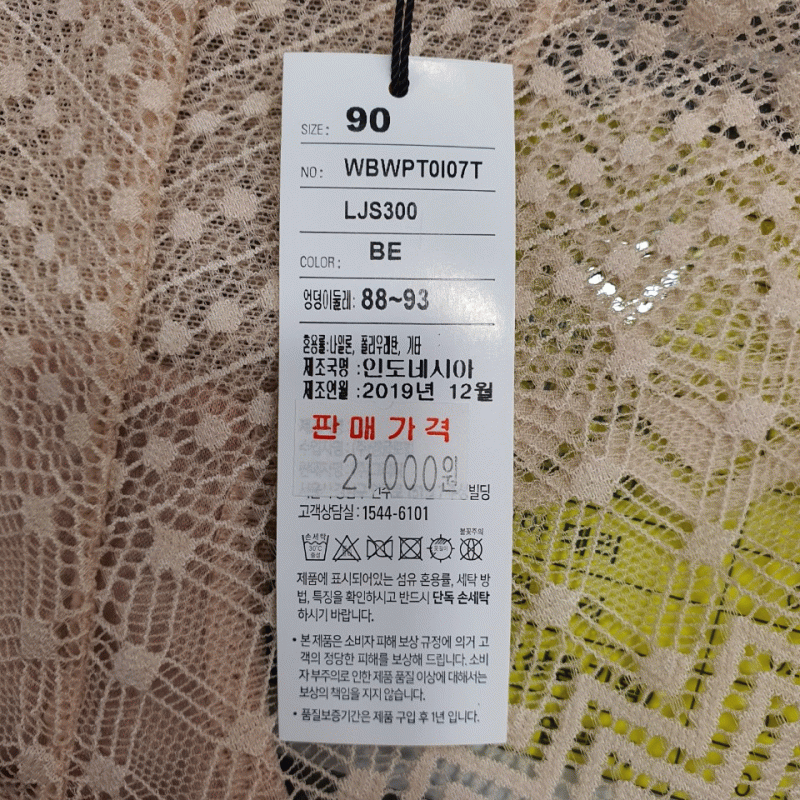 SIZE: 90
NO: WBWPT0I07T
LJS300
COLOR: BE
엉덩이둘레: 88~93
혼용률:나일론, 폴리우레탄, 기타
제조국명 :인도네시아
제조연월 :2019년 12월
판매가격
21,000원
빌딩
고객상담실:1544-6101
손세탁 불꽃주의
30°C
중성
제품에 표시되어있는 섬유 혼용률, 세탁 방
법, 특징을 확인하시고 반드시 단독 손세탁
하시기 바랍니다.
• 본 제품은 소비자 피해 보상 규정에 의거 고
객의 정당한 피해를 보상해 드립니다. 소비
자 부주의로 인한 제품 품질 이상에 대해서는
보상의 책임을 지지 않습니다.
• 품질보증기간은 제품 구입 후 1년 입니다.